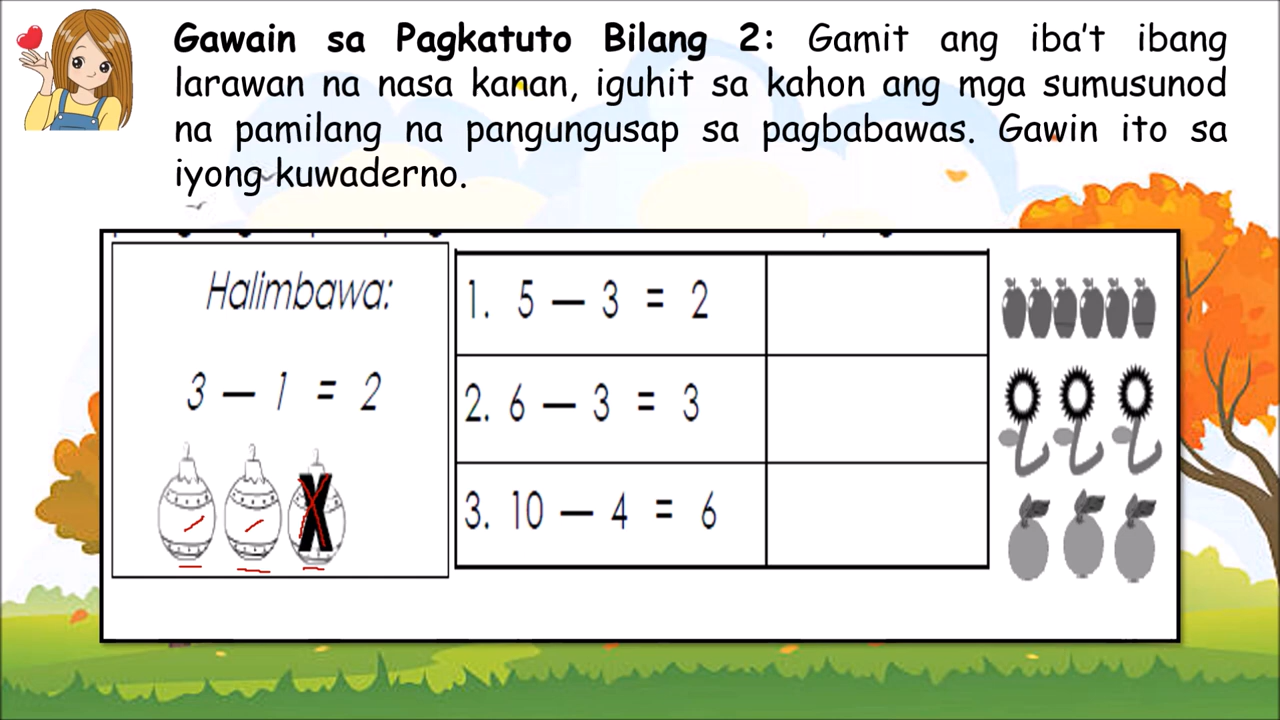 Gawain sa Pagkatuto Bilang 2: Gamit ang iba't ibang
larawan na nasa kanan, iguhit sa kahon ang mga sumusunod
na pamilang na pangungusap sa pagbabawas. Gawin ito sa
iyong kuwaderno.
Halimbawa:
3 — 1 = 2
X
1. 5 — 3 = 2
2. 6 — 3 = 3
3. 10 — 4 = 6